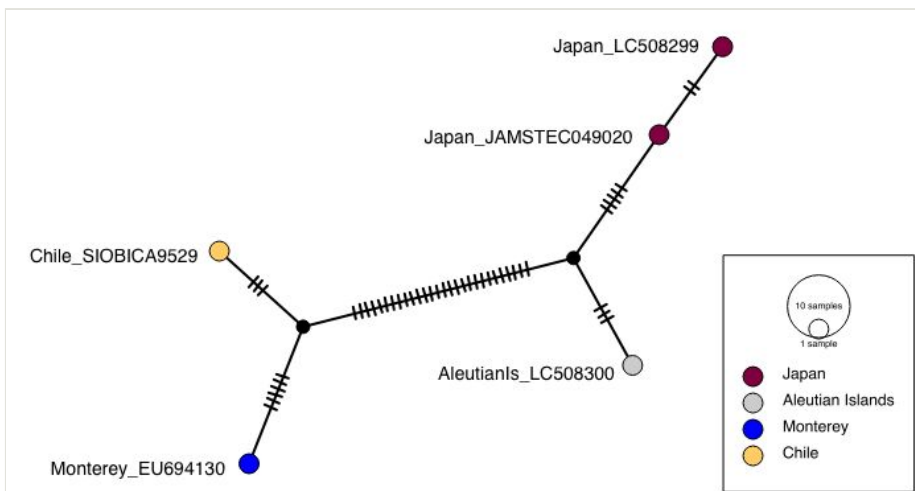 Japan_LC508299
Japan_JAMSTEC049020
Chile_SIOBICA9529
AleutianIs_LC508300
Monterey_EU694130
10 samples
1 sample
Japan
Aleutian Islands
Monterey
Chile